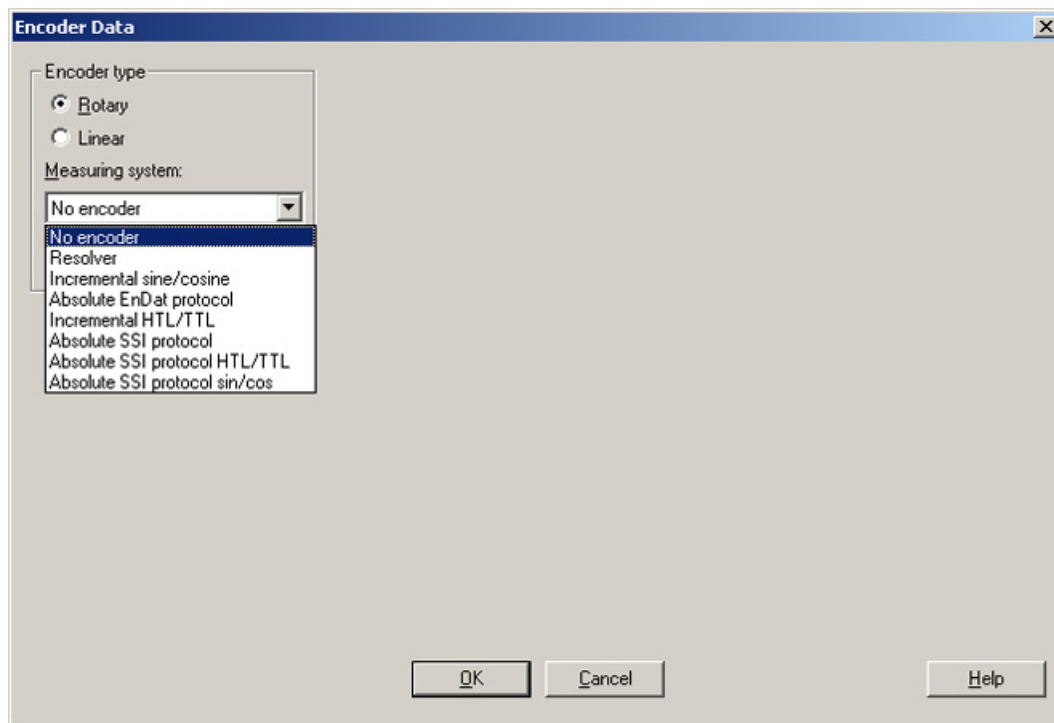 Encoder Data
Encoder type
Rotary
Linear
Measuring system:
No encoder
No encoder
Resolver
Incremental sine/cosine
Absolute EnDat protocol
Incremental HTL/TTL
Absolute SSI protocol
Absolute SSI protocol HTL/TTL
Absolute SSI protocol sin/cos
OK Cancel Help